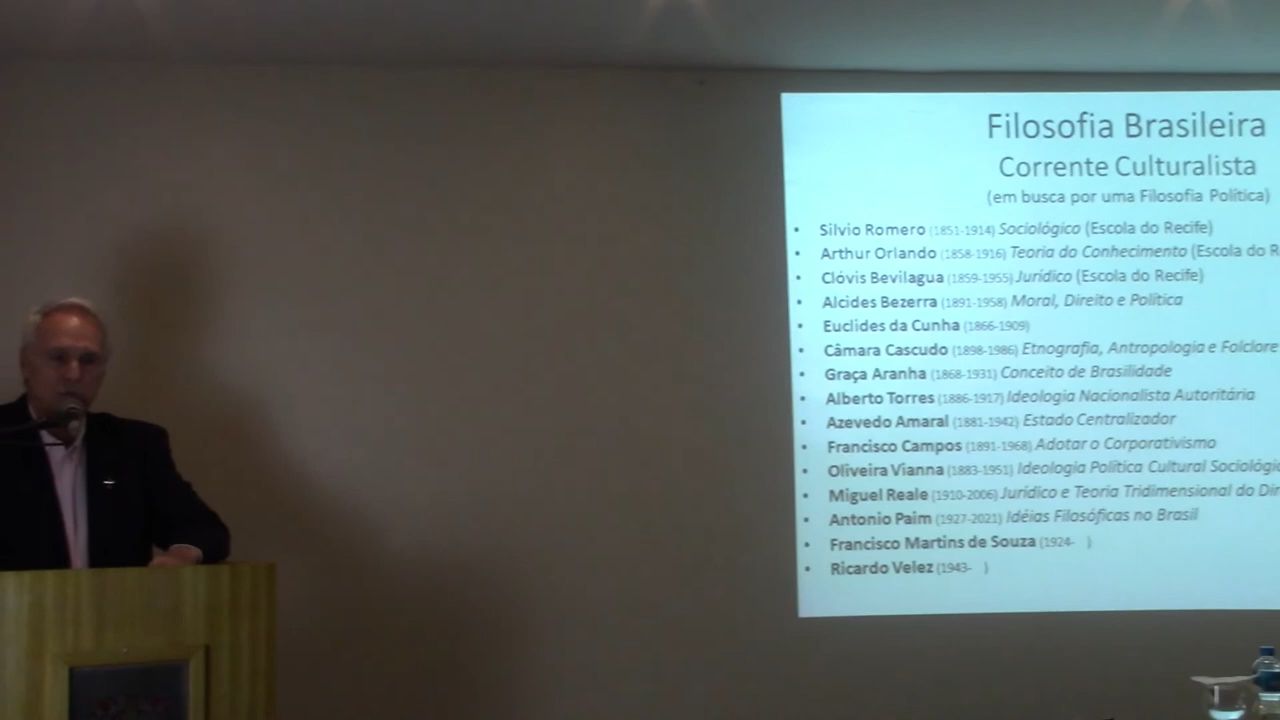 Filosofia Brasileira
Corrente Culturalista
(em busca por uma Filosofia Política)
• Silvio Romero (1851-1914) Sociológico (Escola do Recife)
• Arthur Orlando (1858-1916) Teoria do Conhecimento (Escola do R
• Clóvis Bevilagua (1859-1955) Jurídico (Escola do Recife)
• Alcides Bezerra (1891-1958) Moral, Direito e Política
• Euclides da Cunha (1866-1909)
• Câmara Cascudo (1898-1986) Etnografia, Antropologia e Folclore
• Graça Aranha (1868-1931) Conceito de Brasilidade
• Alberto Torres (1886-1917) Ideologia Nacionalista Autoritária
• Azevedo Amaral (1881-1942) Estado Centralizador
• Francisco Campos (1891-1968) Adotar o Corporativismo
• Oliveira Vianna (1883-1951) Ideologia Política Cultural Sociológic
• Miguel Reale (1910-2006) Jurídico e Teoria Tridimensional do Dir
• Antonio Paim (1927-2021) Idéias Filosóficas no Brasil
• Francisco Martins de Souza (1924- )
• Ricardo Velez (1943- )